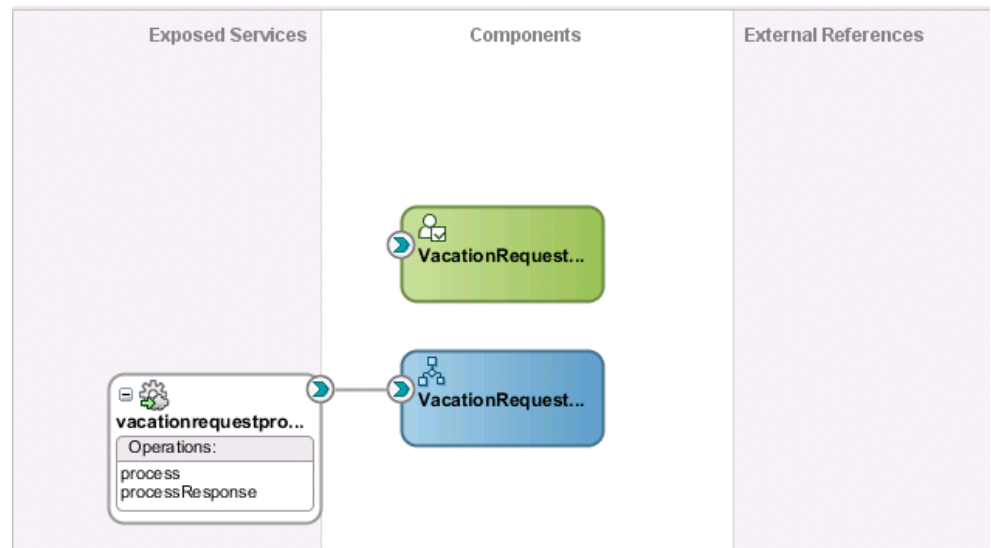 Exposed Services
Components
External References
VacationRequest...
VacationRequest...
vacationrequestpro...
Operations:
process
processResponse